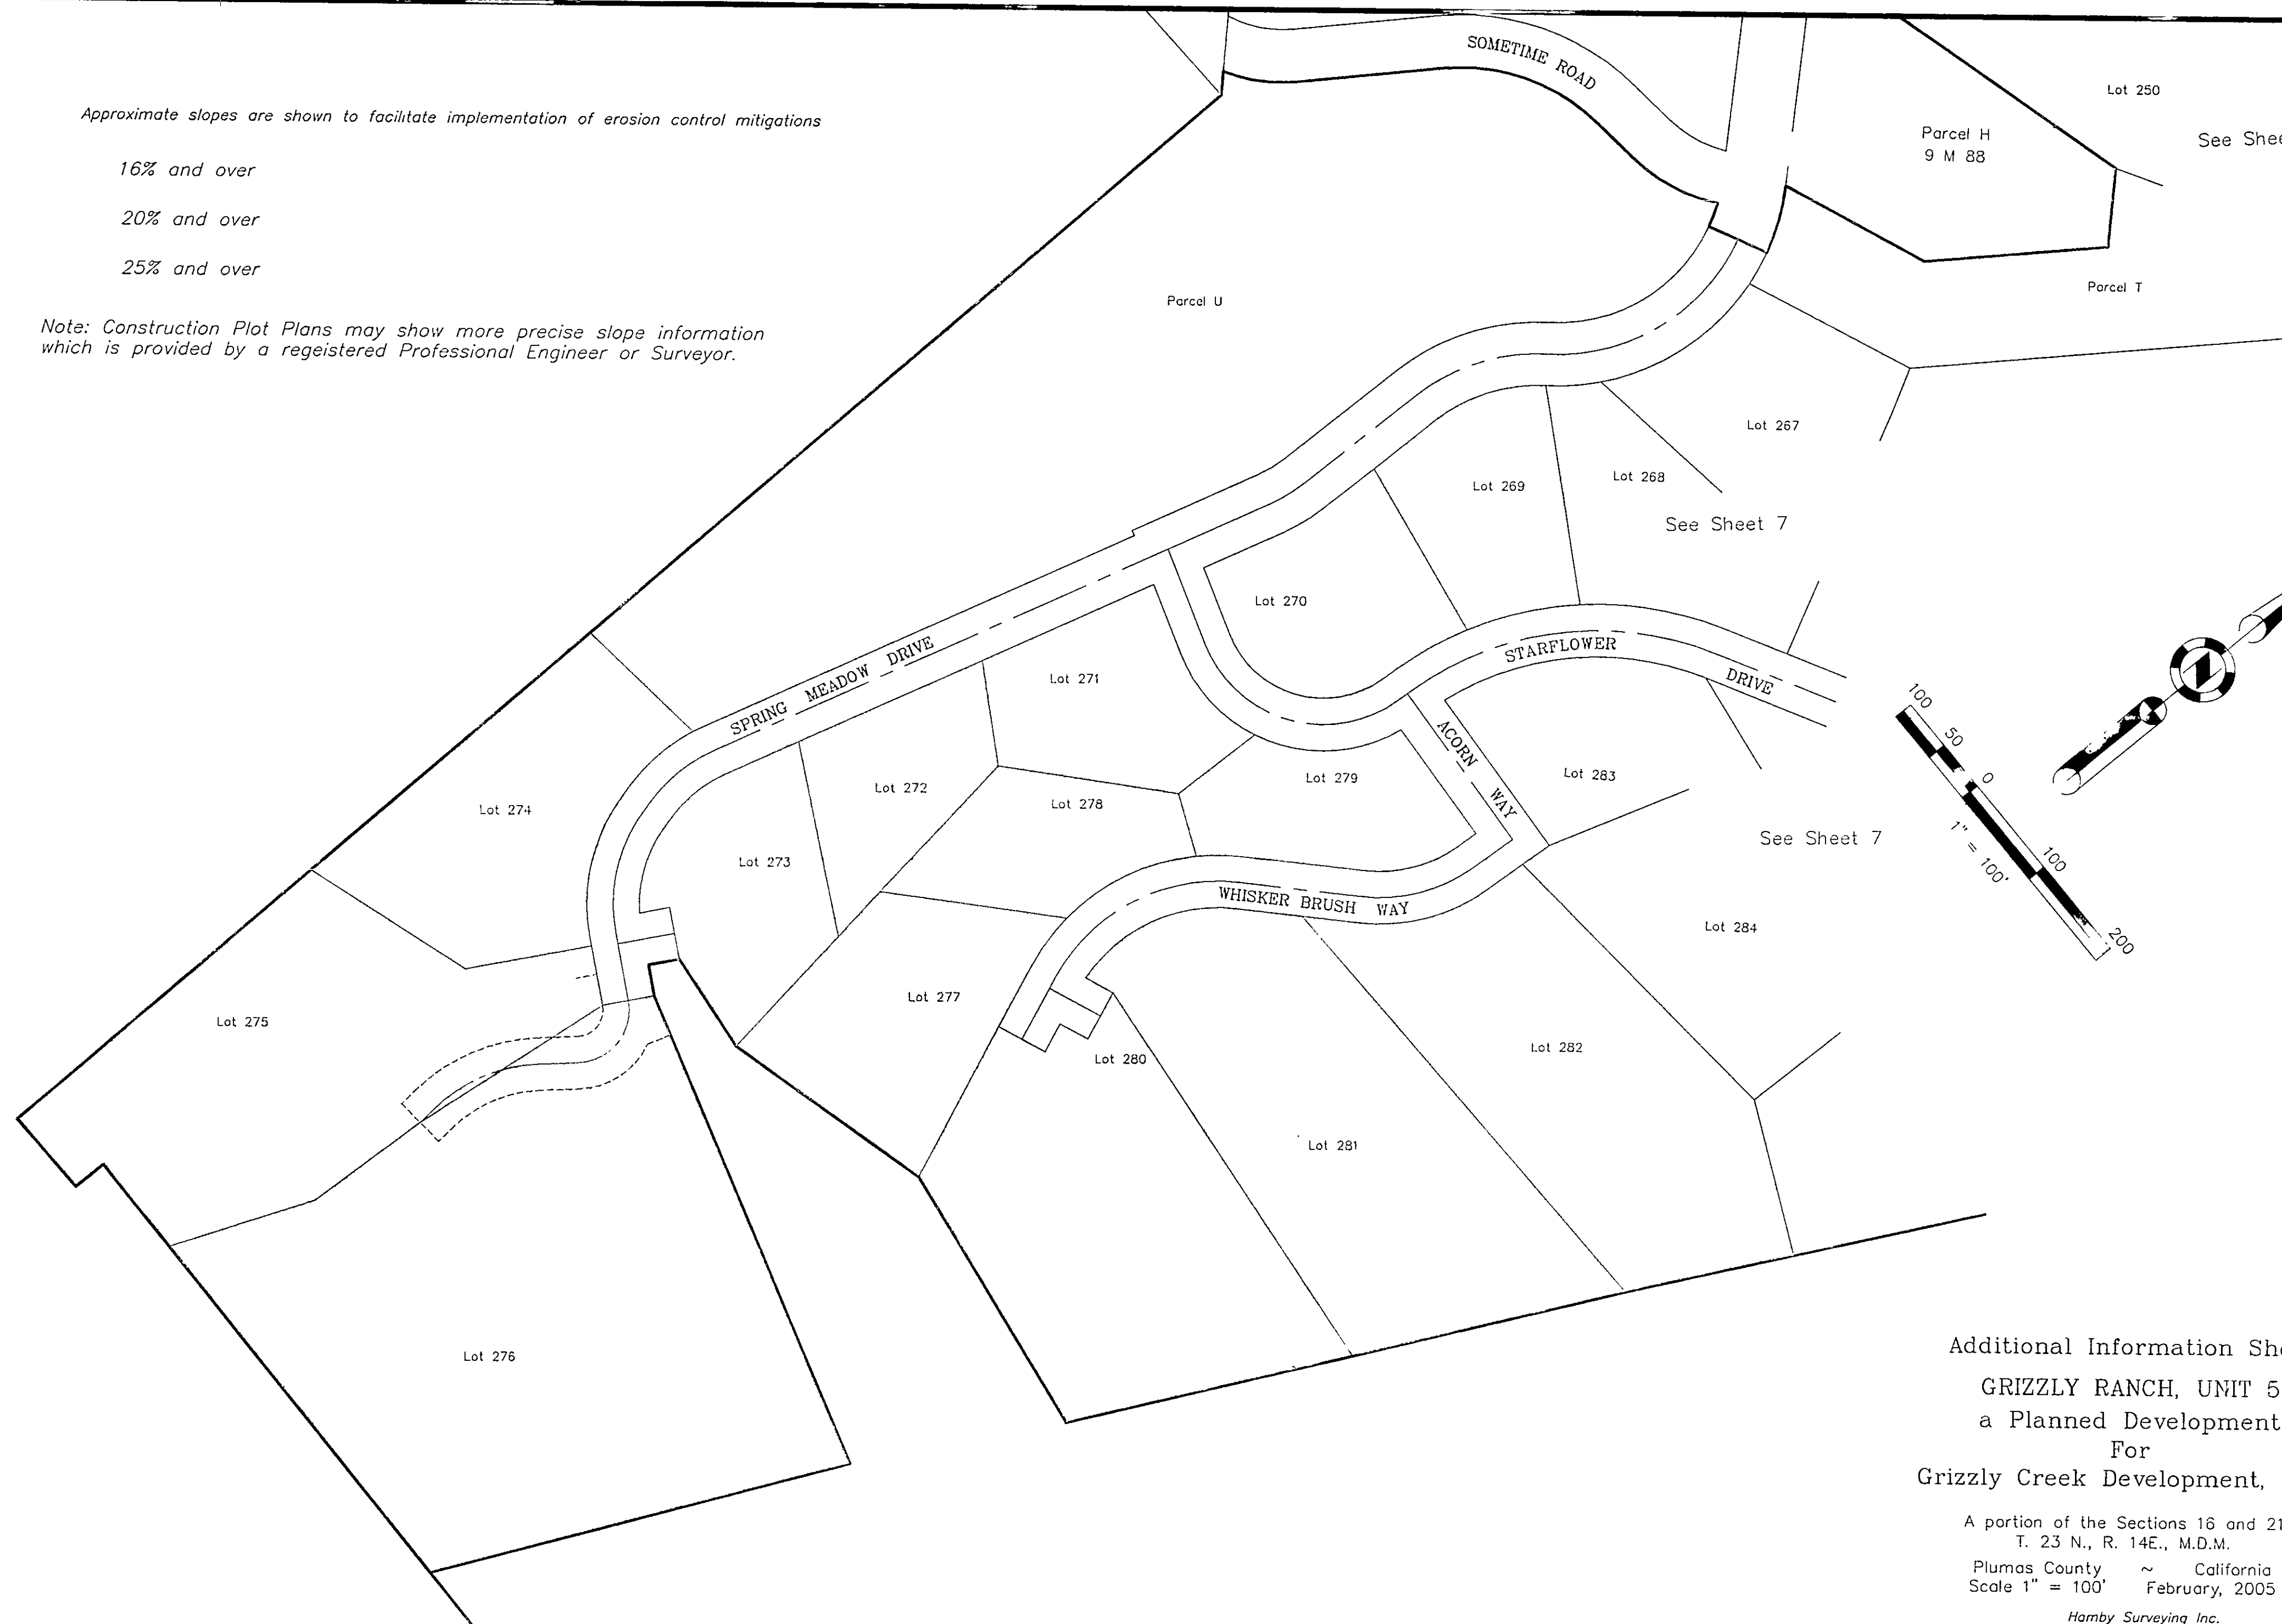 SOMETIME ROAD
Lot 250
Approximate slopes are shown to facilitate implementation of erosion control mitigations
Parcel H
9 M 88
See Shee
16% and over
20% and over
25% and over
Parcel T
Parcel U
Note: Construction Plot Plans may show more precise slope information
which is provided by a regeistered Professional Engineer or Surveyor.
Lot 267
Lot 268
Lot 269
See Sheet 7
Lot 270
SPRING MEADOW DRIVE
STARFLOWER DRIVE
Lot 271
ACORN WAY
Lot 272
Lot 278
Lot 279
Lot 283
Lot 274
Lot 273
See Sheet 7
100
50
0
100
200
1" = 100'
WHISKER BRUSH WAY
Lot 284
Lot 277
Lot 275
Lot 280
Lot 282
Lot 281
Lot 276
Additional Information She
GRIZZLY RANCH, UNIT 5
a Planned Development
For
Grizzly Creek Development,
A portion of the Sections 16 and 21
T. 23 N., R. 14E., M.D.M.
Plumas County ~ California
Scale 1" = 100' February, 2005
Hamby Surveying Inc.